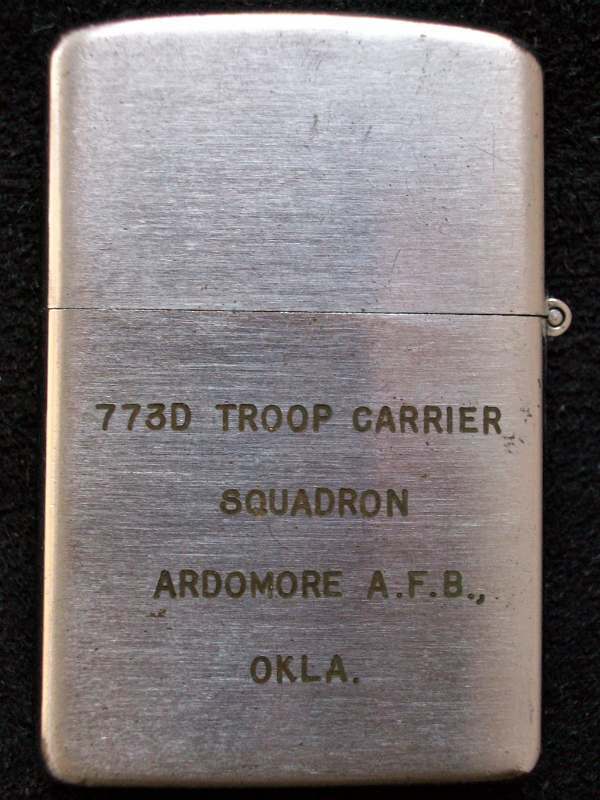 773D TROOP CARRIER
SQUADRON
ARDOMORE A.F.B.,
OKLA.